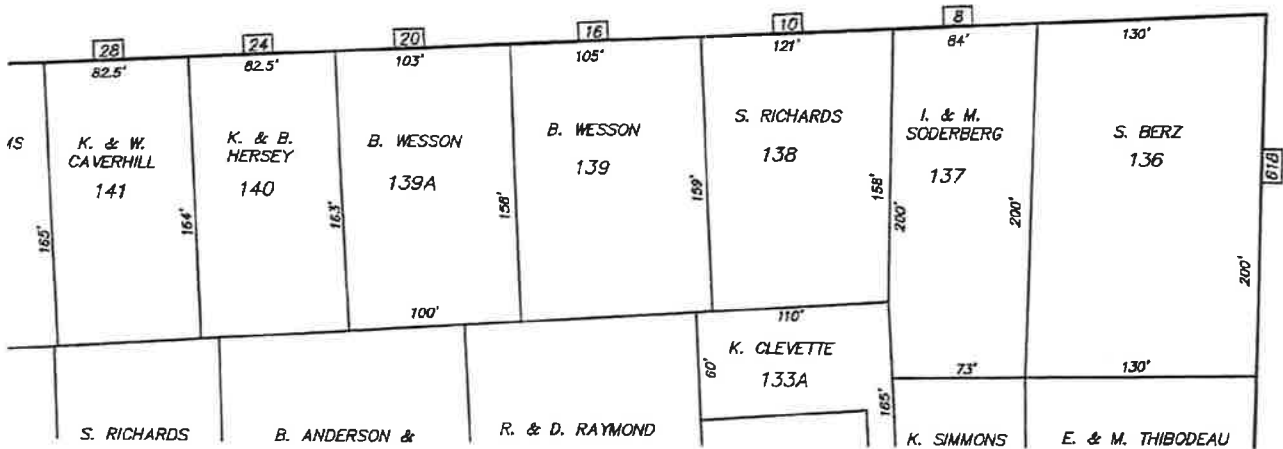 28
24
20
16
10
8
82.5'
82.5'
103'
105'
121'
84'
130'
K. & W.
CAVERHILL
141
K. & B.
HERSEY
140
B. WESSON
139A
B. WESSON
139
S. RICHARDS
138
I. & M.
SODERBERG
137
S. BERZ
136
618
165'
164'
163'
158'
159'
158'
200'
200'
200'
100'
110'
73'
130'
K. CLEVETTE
133A
60'
165'
S. RICHARDS
B. ANDERSON &
R. & D. RAYMOND
K. SIMMONS
E. & M. THIBODEAU